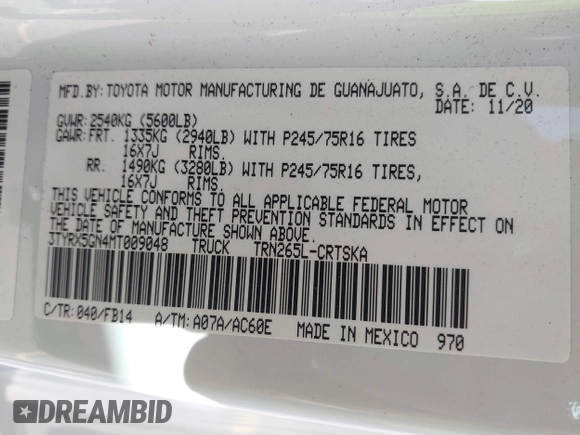 MFD.BY:TOYOTA MOTOR MANUFACTURING DE GUANAJUATO, S.A. DE C.V.
DATE: 11/20
GVWR:2540KG (5600LB)
GAWR:FRT. 1335KG (2940LB) WITH P245/75R16 TIRES
16X7J RIMS.
RR. 1490KG (3280LB) WITH P245/75R16 TIRES,
16X7J RIMS.
THIS VEHICLE CONFORMS TO ALL APPLICABLE FEDERAL MOTOR
VEHICLE SAFETY AND THEFT PREVENTION STANDARDS IN EFFECT ON
THE DATE OF MANUFACTURE SHOWN ABOVE.
3TYRX5GN4MT009048 TRUCK TRN265L-CRTSKA
C/TR:040/FB14 A/TM:A07A/AC60E MADE IN MEXICO 970
DREAMBID